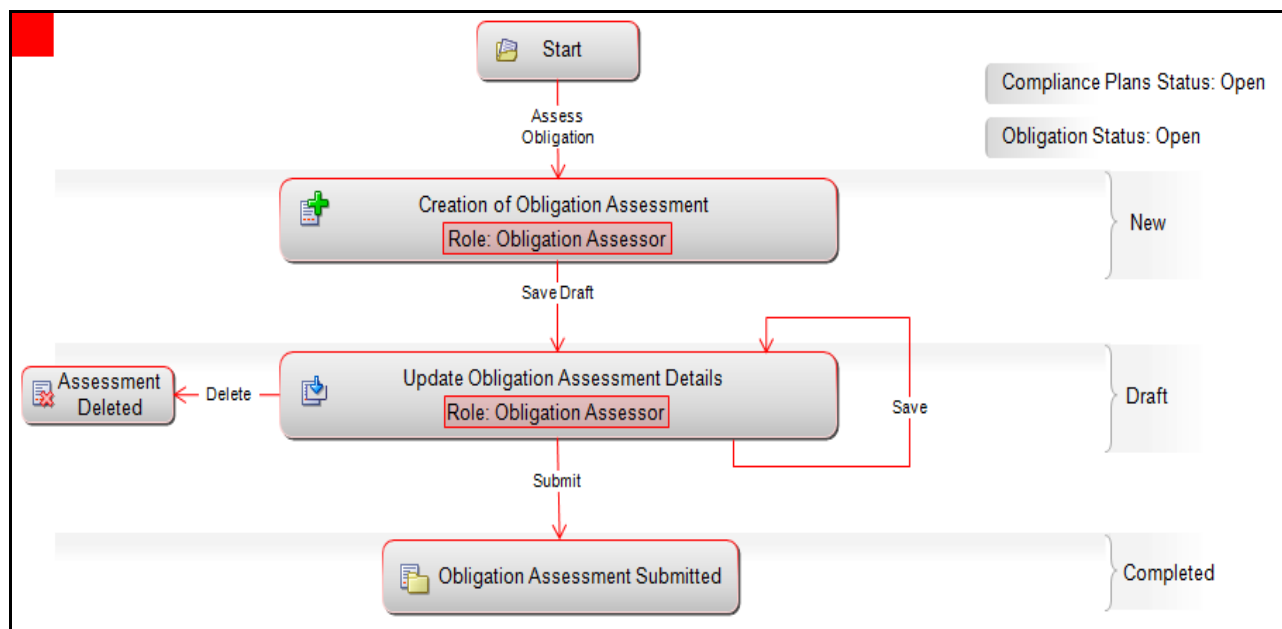 Start
Compliance Plans Status: Open
Assess
Obligation
Obligation Status: Open
Creation of Obligation Assessment
Role: Obligation Assessor
New
Save Draft
Assessment
Deleted
Delete
Update Obligation Assessment Details
Role: Obligation Assessor
Save
Draft
Submit
Obligation Assessment Submitted
Completed